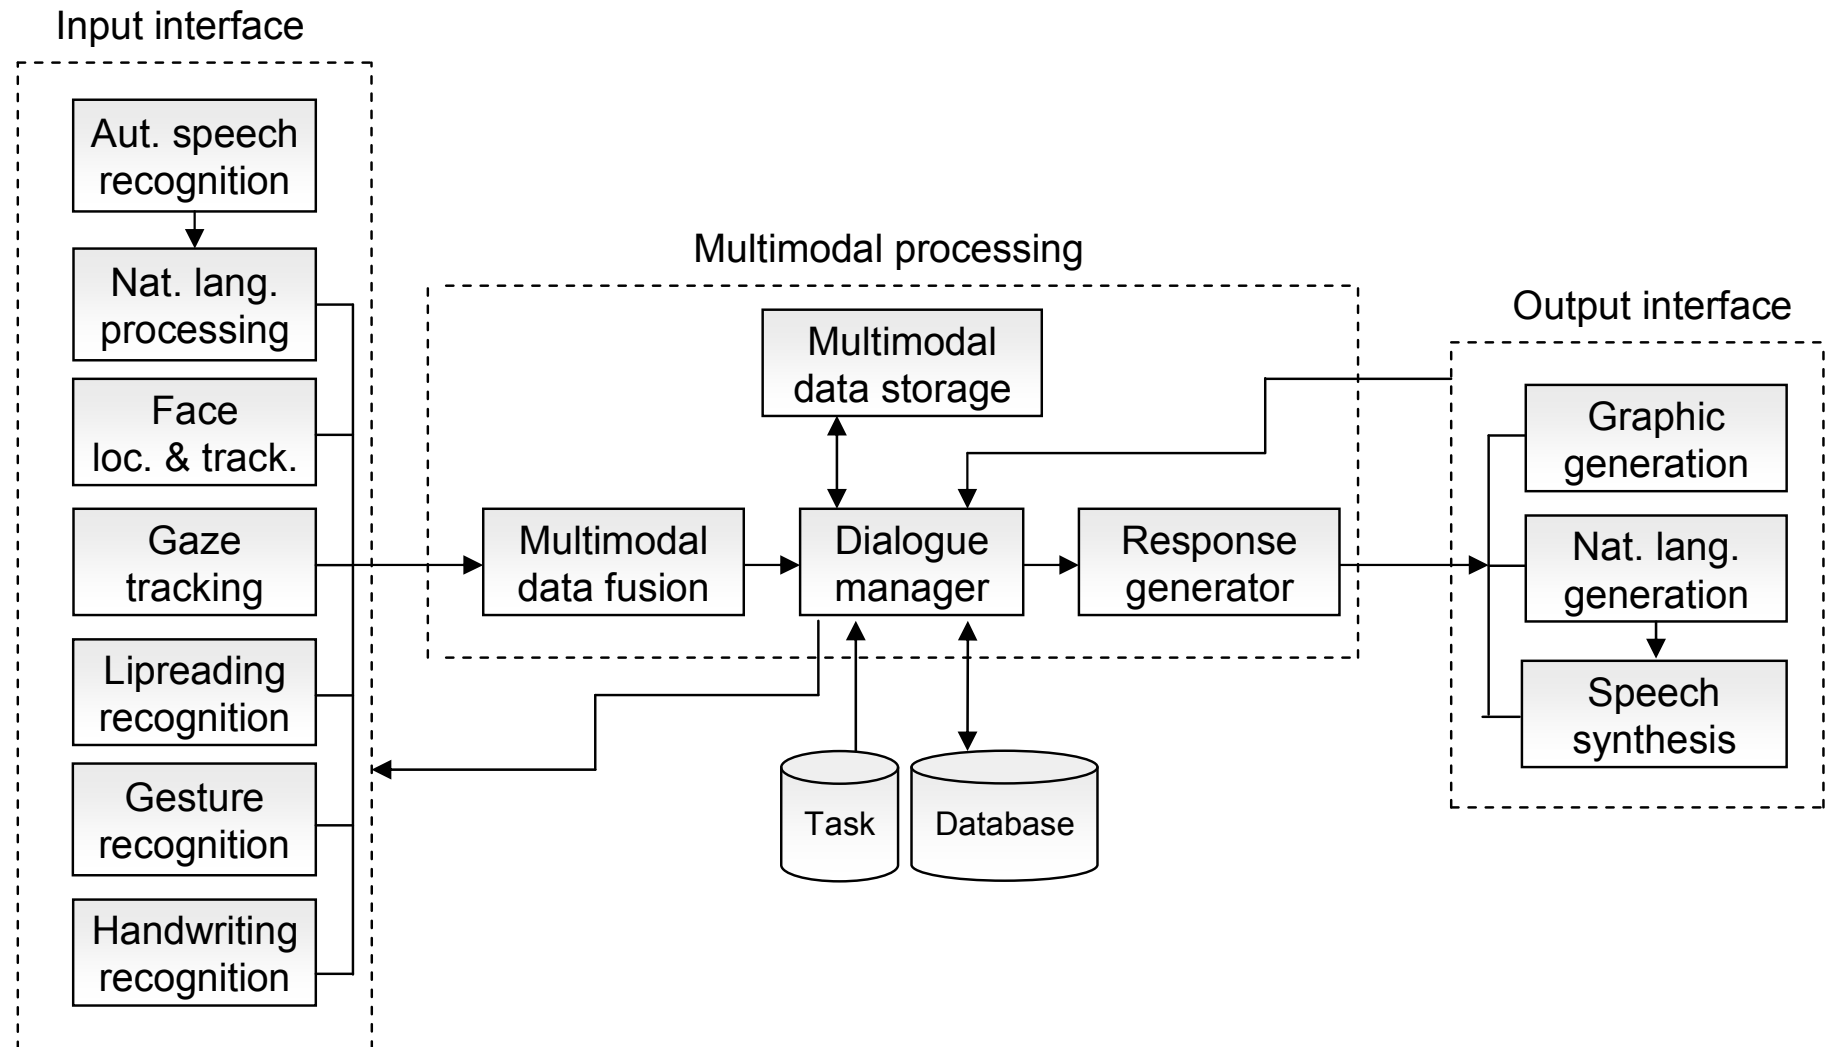 Input interface
Aut. speech
recognition
Nat. lang.
processing
Face
loc. & track.
Gaze
tracking
Lipreading
recognition
Gesture
recognition
Handwriting
recognition
Multimodal processing
Multimodal
data storage
Multimodal
data fusion
Dialogue
manager
Response
generator
Task
Database
Output interface
Graphic
generation
Nat. lang.
generation
Speech
synthesis